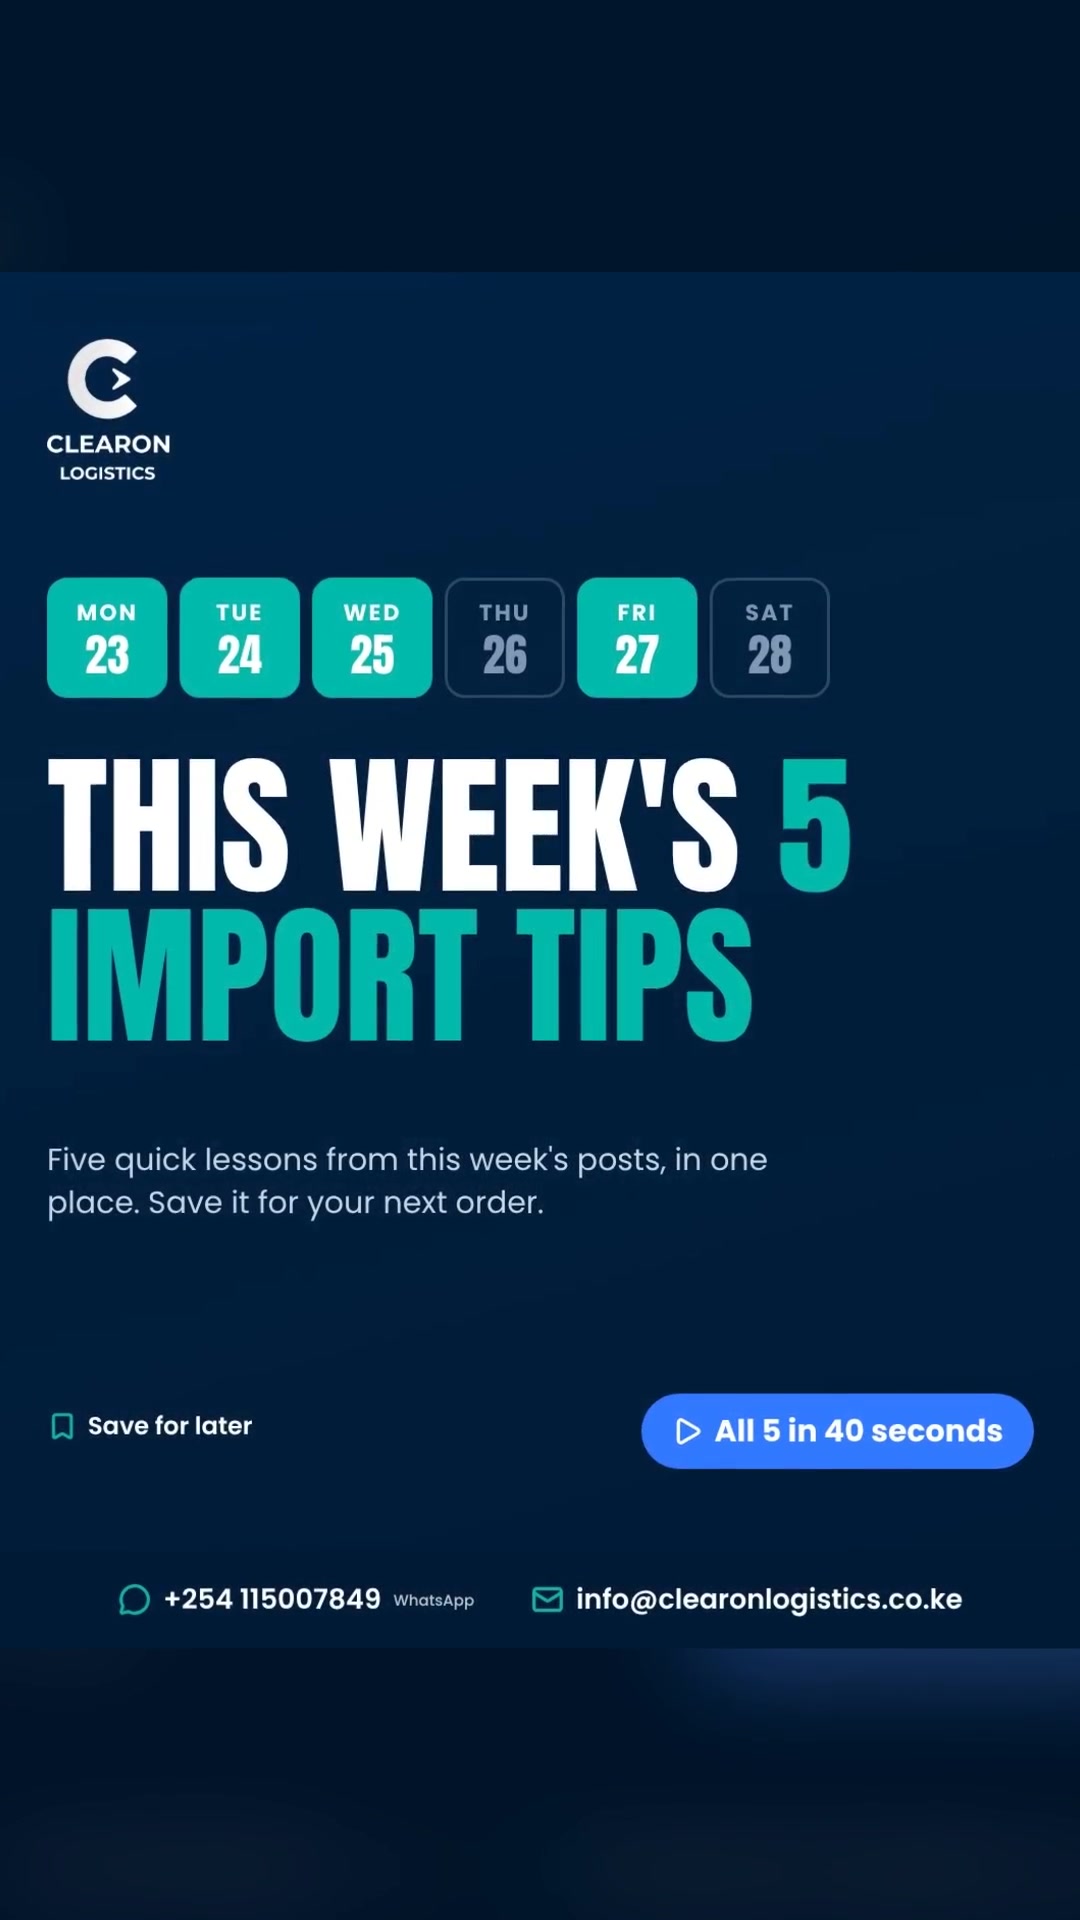 CLEARON
LOGISTICS
MON TUE WED THU FRI SAT
23 24 25 26 27 28
THIS WEEK'S 5
IMPORT TIPS
Five quick lessons from this week's posts, in one
place. Save it for your next order.
Save for later
All 5 in 40 seconds
+254 115007849 WhatsApp info@clearonlogistics.co.ke